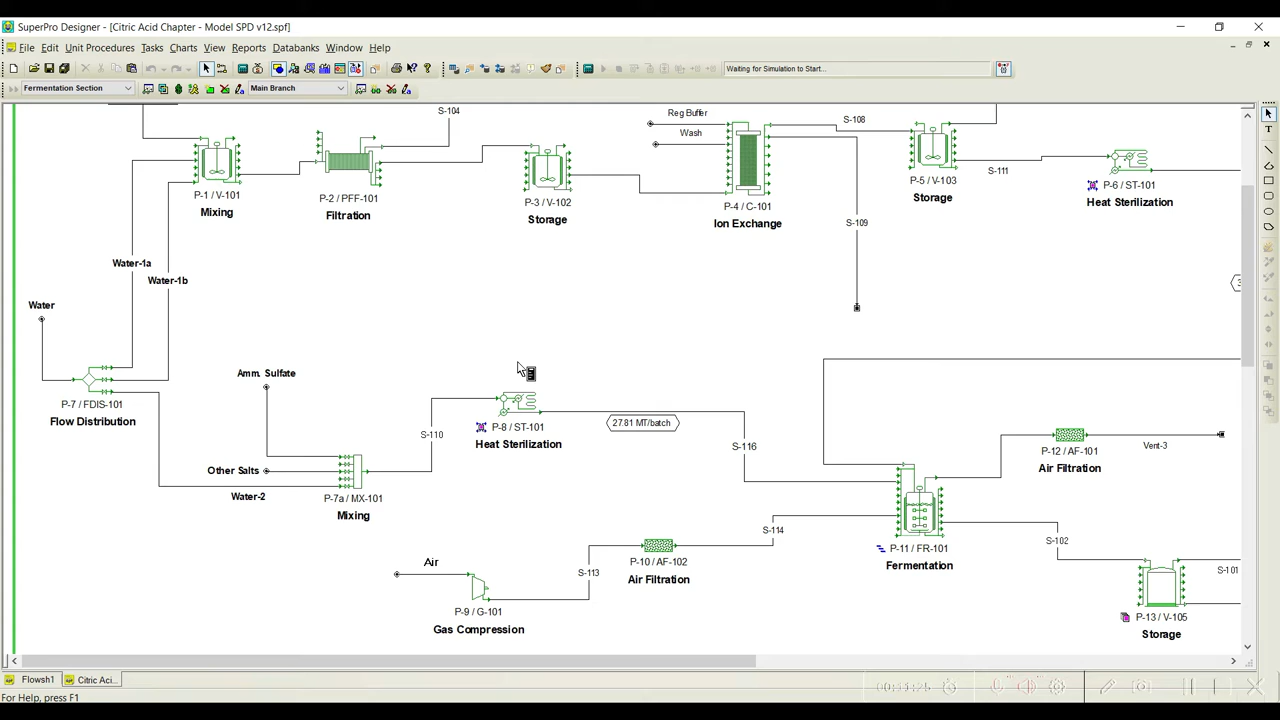 SuperPro Designer - [Citric Acid Chapter - Model SPD v12.spf]
File Edit Unit Procedures Tasks Charts View Reports Databanks Window Help
Waiting for Simulation to Start...
Fermentation Section
Main Branch
S-104
Reg Buffer
Wash
S-108
P-1 / V-101
Mixing
P-2 / PFF-101
Filtration
P-3 / V-102
Storage
P-4 / C-101
Ion Exchange
P-5 / V-103
Storage
S-111
P-6 / ST-101
Heat Sterilization
S-109
Water-1a
Water-1b
Water
Amm. Sulfate
P-7 / FDIS-101
Flow Distribution
S-110
P-8 / ST-101
Heat Sterilization
27.81 MT/batch
S-116
P-12 / AF-101
Air Filtration
Vent-3
Other Salts
Water-2
P-7a / MX-101
Mixing
S-114
S-102
P-11 / FR-101
Fermentation
Air
S-113
P-10 / AF-102
Air Filtration
S-101
P-9 / G-101
Gas Compression
P-13 / V-105
Storage
Flowsh1
Citric Aci...
For Help, press F1